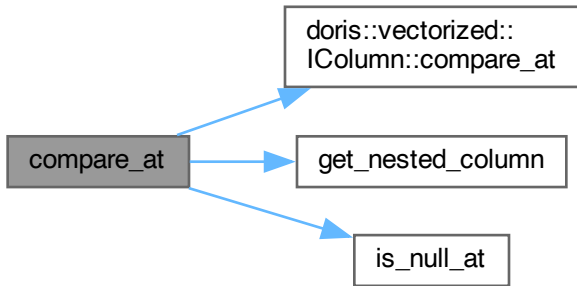 doris::vectorized::
IColumn::compare_at
compare_at
get_nested_column
is_null_at